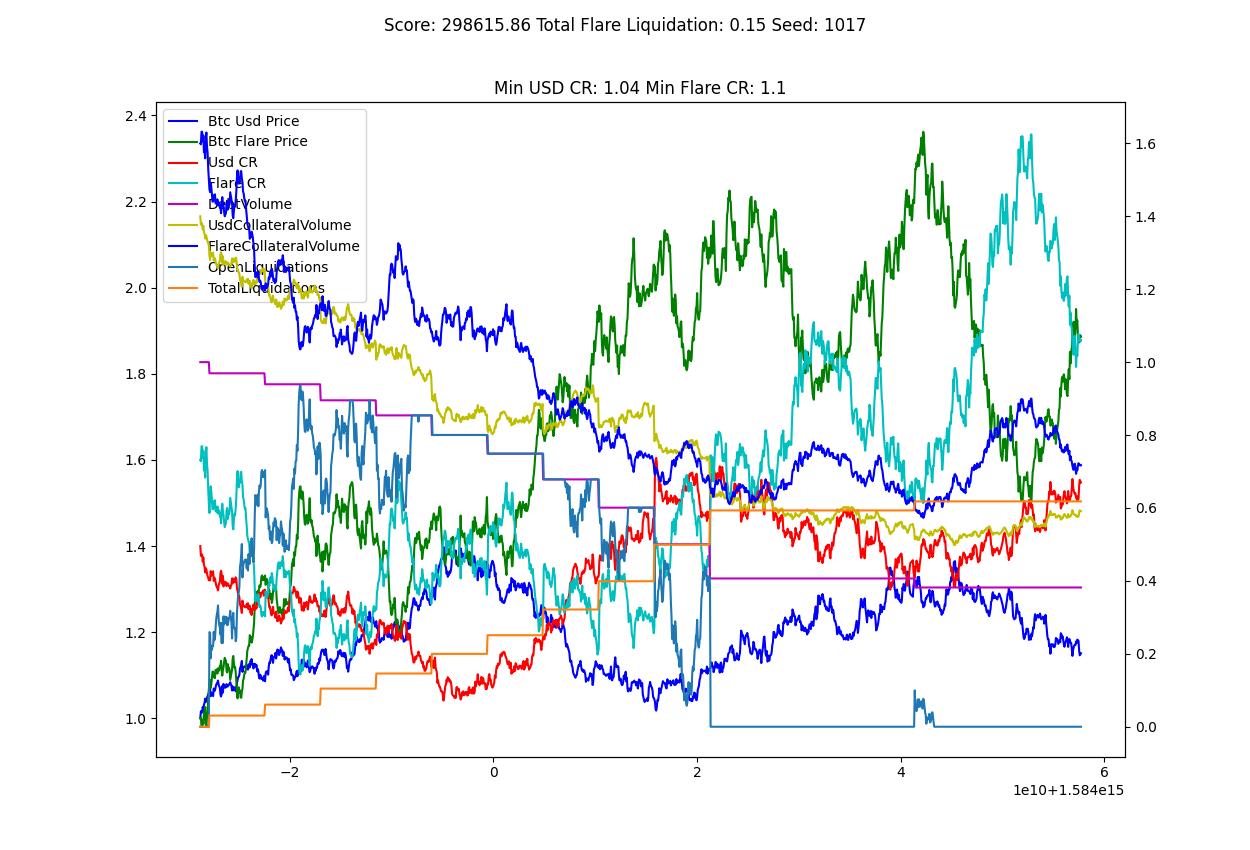 Score: 298615.86 Total Flare Liquidation: 0.15 Seed: 1017
Min USD CR: 1.04 Min Flare CR: 1.1
Btc Usd Price
Btc Flare Price
Usd CR
Flare CR
DebtVolume
UsdCollateralVolume
FlareCollateralVolume
OpenLiquidations
TotalLiquidations
2.4
2.2
2.0
1.8
1.6
1.4
1.2
1.0
1.6
1.4
1.2
1.0
0.8
0.6
0.4
0.2
0.0
−2
0
2
4
6
1e10+1.584e15